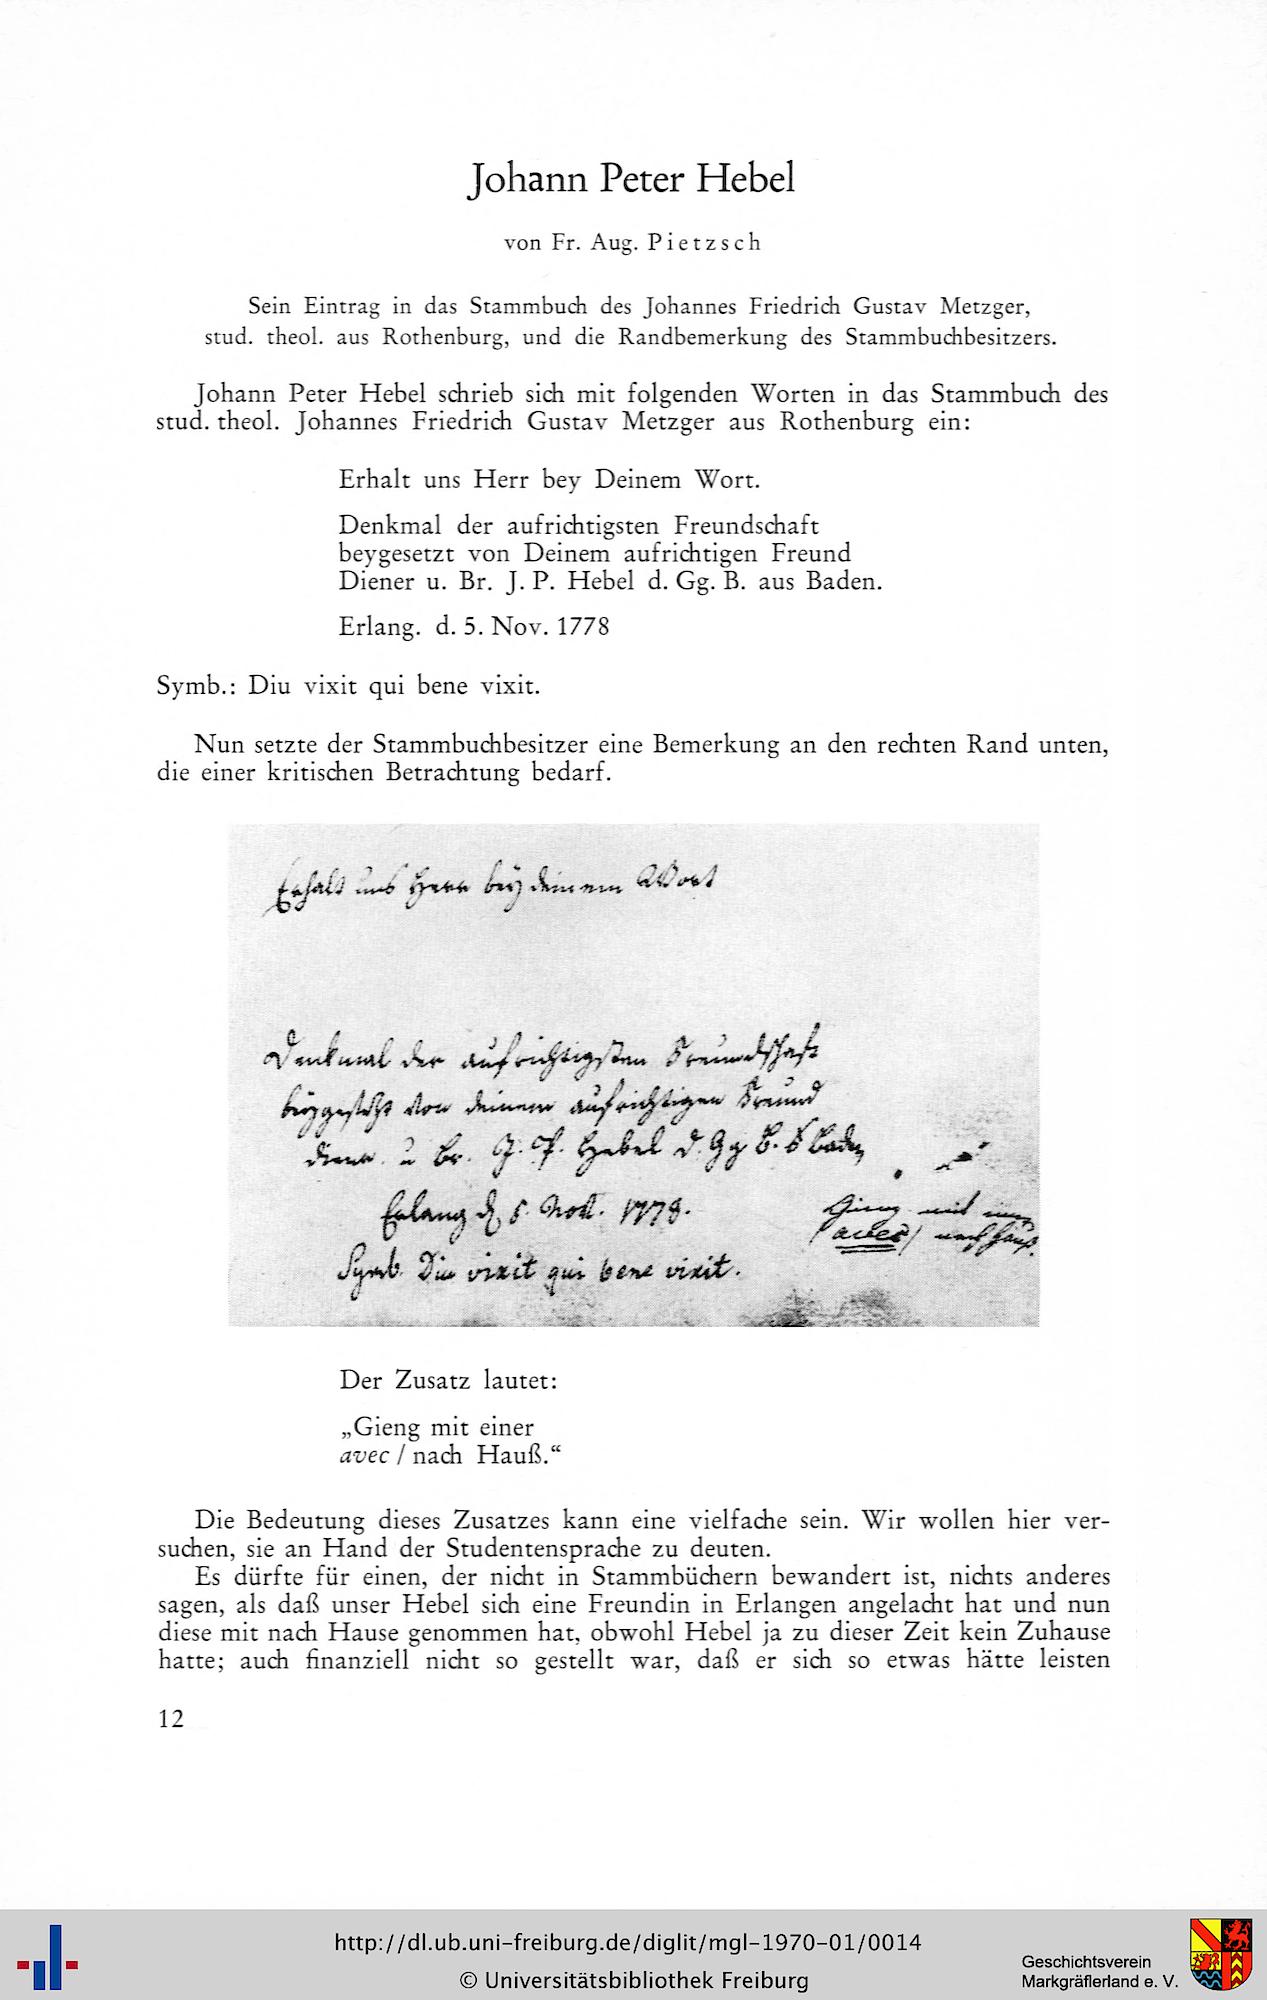 Johann Peter Hebel
von Fr. Aug. Pietzsch
Sein Eintrag in das Stammbuch des Johannes Friedrich Gustav Metzger,
stud. theol. aus Rothenburg, und die Randbemerkung des Stammbuchbesitzers.
Johann Peter Hebel schrieb sich mit folgenden Worten in das Stammbuch des
stud. theol. Johannes Friedrich Gustav Metzger aus Rothenburg ein:
Erhalt uns Herr bey Deinem Wort.
Denkmal der aufrichtigsten Freundschaft
beygesetzt von Deinem aufrichtigen Freund
Diener u. Br. J. P. Hebel d. Gg. B. aus Baden.
Erlang. d. 5. Nov. 1778
Symb.: Diu vixit qui bene vixit.
Nun setzte der Stammbuchbesitzer eine Bemerkung an den rechten Rand unten,
die einer kritischen Betrachtung bedarf.
Erhalt uns Herr bey deinem Wort
Denkmal der aufrichtigsten Freundschaft
beygesetzt von deinem aufrichtigen Freund
diener u Br. J. P. Hebel d. Gg B. Baden
Erlang d 5. Nov. 1778.
Symb. Diu vixit qui bene vixit.
Gieng mit einer
avec / nach Hauß.
Der Zusatz lautet:
„Gieng mit einer
avec / nach Hauß.“
Die Bedeutung dieses Zusatzes kann eine vielfache sein. Wir wollen hier ver-
suchen, sie an Hand der Studentensprache zu deuten.
Es dürfte für einen, der nicht in Stammbüchern bewandert ist, nichts anderes
sagen, als daß unser Hebel sich eine Freundin in Erlangen angelacht hat und nun
diese mit nach Hause genommen hat, obwohl Hebel ja zu dieser Zeit kein Zuhause
hatte; auch finanziell nicht so gestellt war, daß er sich so etwas hätte leisten
12
http://dl.ub.uni-freiburg.de/diglit/mgl-1970-01/0014
© Universitätsbibliothek Freiburg
Geschichtsverein
Markgräflerland e. V.